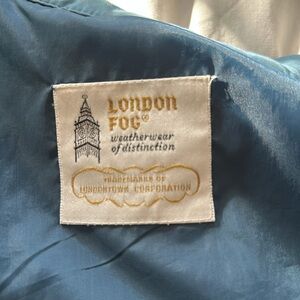 LONDON
FOG®
weatherwear
of distinction
TRADEMARKS OF
LONDONTOWN CORPORATION